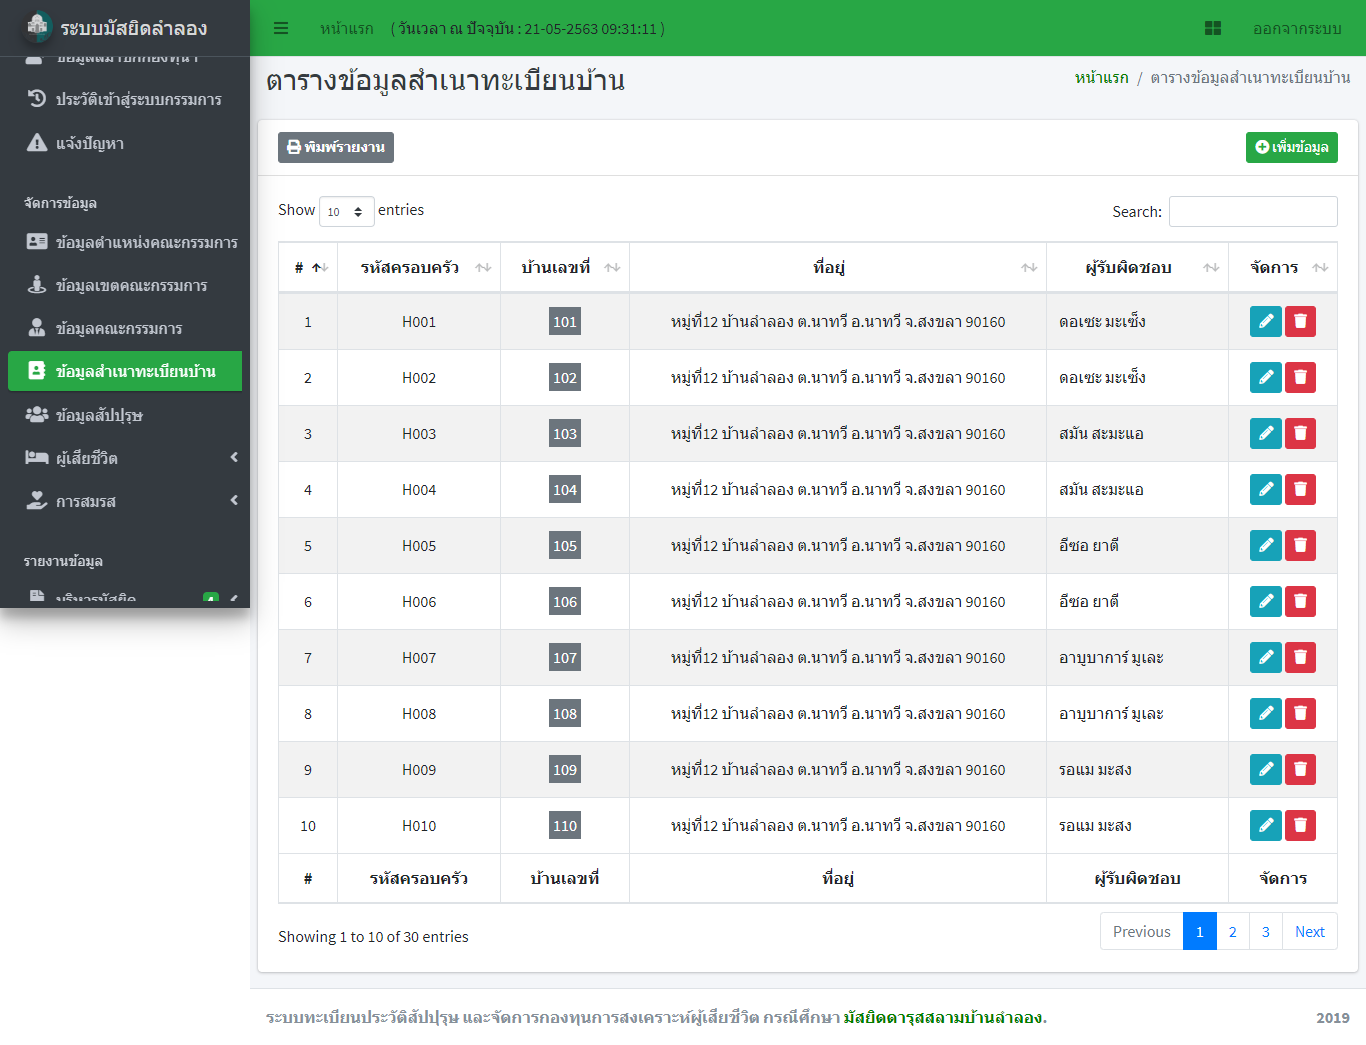 ระบบมัสยิดลำลอง
หน้าแรก ( วันเวลา ณ ปัจจุบัน : 21-05-2563 09:31:11 )
ออกจากระบบ
ข้อมูลสมาชิกกองทุนฯ
ประวัติเข้าสู่ระบบกรรมการ
แจ้งปัญหา
จัดการข้อมูล
ข้อมูลตำแหน่งคณะกรรมการ
ข้อมูลเขตคณะกรรมการ
ข้อมูลคณะกรรมการ
ข้อมูลสำเนาทะเบียนบ้าน
ข้อมูลสัปปุรุษ
ผู้เสียชีวิต
การสมรส
รายงานข้อมูล
บริหารมัสยิด 4
ตารางข้อมูลสำเนาทะเบียนบ้าน
หน้าแรก / ตารางข้อมูลสำเนาทะเบียนบ้าน
พิมพ์รายงาน
เพิ่มข้อมูล
Show 10 entries
Search:
# รหัสครอบครัว บ้านเลขที่ ที่อยู่ ผู้รับผิดชอบ จัดการ
1 H001 101 หมู่ที่12 บ้านลำลอง ต.นาทวี อ.นาทวี จ.สงขลา 90160 ดอเซะ มะเซ็ง
2 H002 102 หมู่ที่12 บ้านลำลอง ต.นาทวี อ.นาทวี จ.สงขลา 90160 ดอเซะ มะเซ็ง
3 H003 103 หมู่ที่12 บ้านลำลอง ต.นาทวี อ.นาทวี จ.สงขลา 90160 สมัน สะมะแอ
4 H004 104 หมู่ที่12 บ้านลำลอง ต.นาทวี อ.นาทวี จ.สงขลา 90160 สมัน สะมะแอ
5 H005 105 หมู่ที่12 บ้านลำลอง ต.นาทวี อ.นาทวี จ.สงขลา 90160 อีซอ ยาตี
6 H006 106 หมู่ที่12 บ้านลำลอง ต.นาทวี อ.นาทวี จ.สงขลา 90160 อีซอ ยาตี
7 H007 107 หมู่ที่12 บ้านลำลอง ต.นาทวี อ.นาทวี จ.สงขลา 90160 อาบูบาการ์ มูเละ
8 H008 108 หมู่ที่12 บ้านลำลอง ต.นาทวี อ.นาทวี จ.สงขลา 90160 อาบูบาการ์ มูเละ
9 H009 109 หมู่ที่12 บ้านลำลอง ต.นาทวี อ.นาทวี จ.สงขลา 90160 รอแม มะสง
10 H010 110 หมู่ที่12 บ้านลำลอง ต.นาทวี อ.นาทวี จ.สงขลา 90160 รอแม มะสง
# รหัสครอบครัว บ้านเลขที่ ที่อยู่ ผู้รับผิดชอบ จัดการ
Showing 1 to 10 of 30 entries
Previous 1 2 3 Next
ระบบทะเบียนประวัติสัปปุรุษ และจัดการกองทุนการสงเคราะห์ผู้เสียชีวิต กรณีศึกษา มัสยิดดารุสสลามบ้านลำลอง.
2019